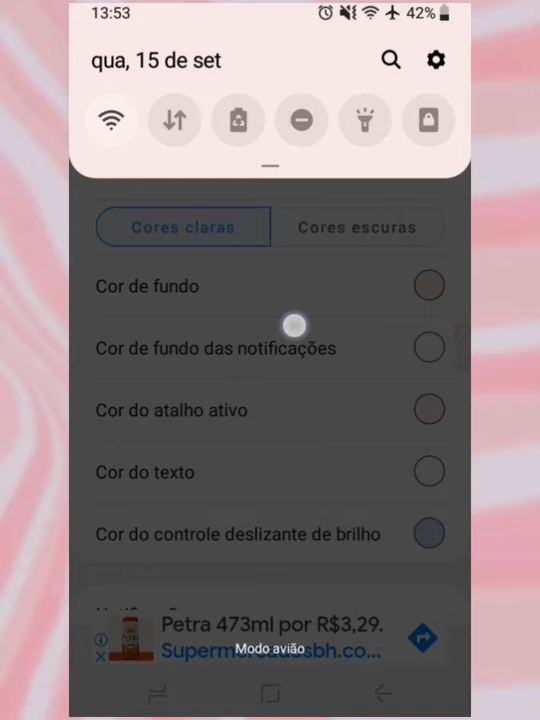 13:53
42%
qua, 15 de set
Cores claras
Cores escuras
Cor de fundo
Cor de fundo das notificações
Cor do atalho ativo
Cor do texto
Cor do controle deslizante de brilho
Petra 473ml por R$3,29.
Supermercadosbh.co...
Modo avião